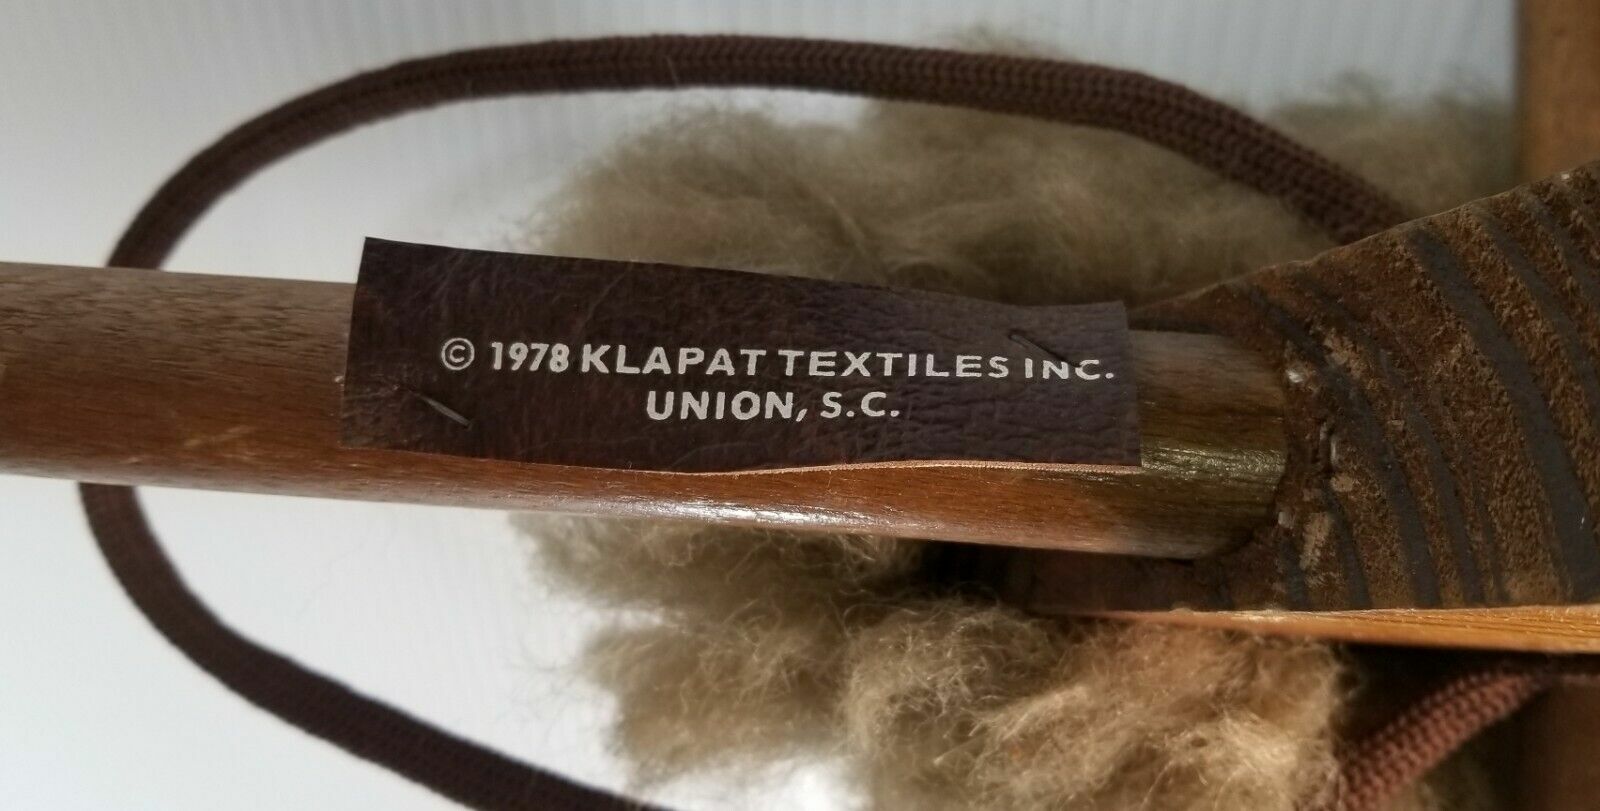 © 1978 KLAPAT TEXTILES INC.
UNION, S.C.